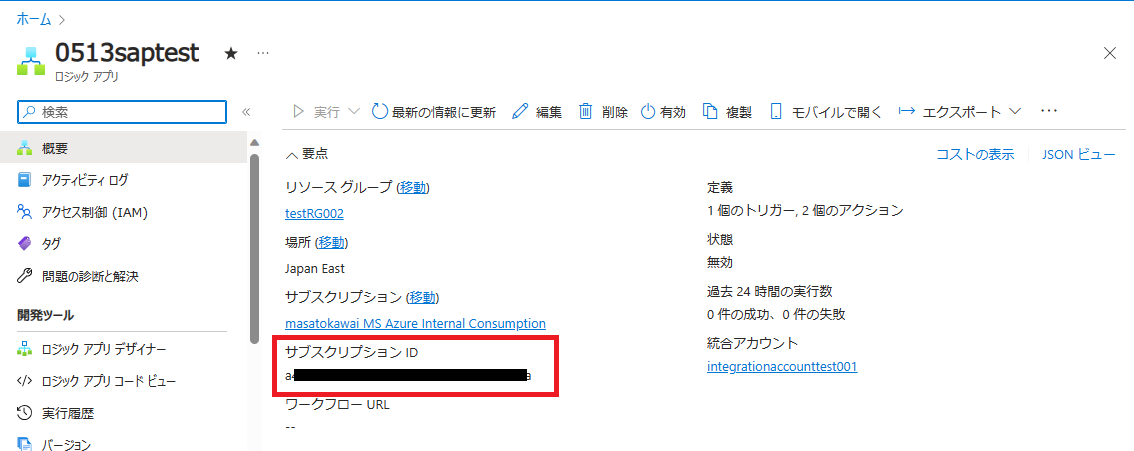 ホーム >
0513saptest ★ …
ロジック アプリ
検索
«
実行
最新の情報に更新
編集
削除
有効
複製
モバイルで開く
エクスポート
…
概要
アクティビティ ログ
アクセス制御 (IAM)
タグ
問題の診断と解決
開発ツール
ロジック アプリ デザイナー
ロジック アプリ コード ビュー
実行履歴
バージョン
要点
コストの表示
JSON ビュー
リソース グループ (移動)
testRG002
場所 (移動)
Japan East
サブスクリプション (移動)
masatokawai MS Azure Internal Consumption
サブスクリプション ID
a
a
ワークフロー URL
--
定義
1 個のトリガー, 2 個のアクション
状態
無効
過去 24 時間の実行数
0 件の成功、0 件の失敗
統合アカウント
integrationaccounttest001